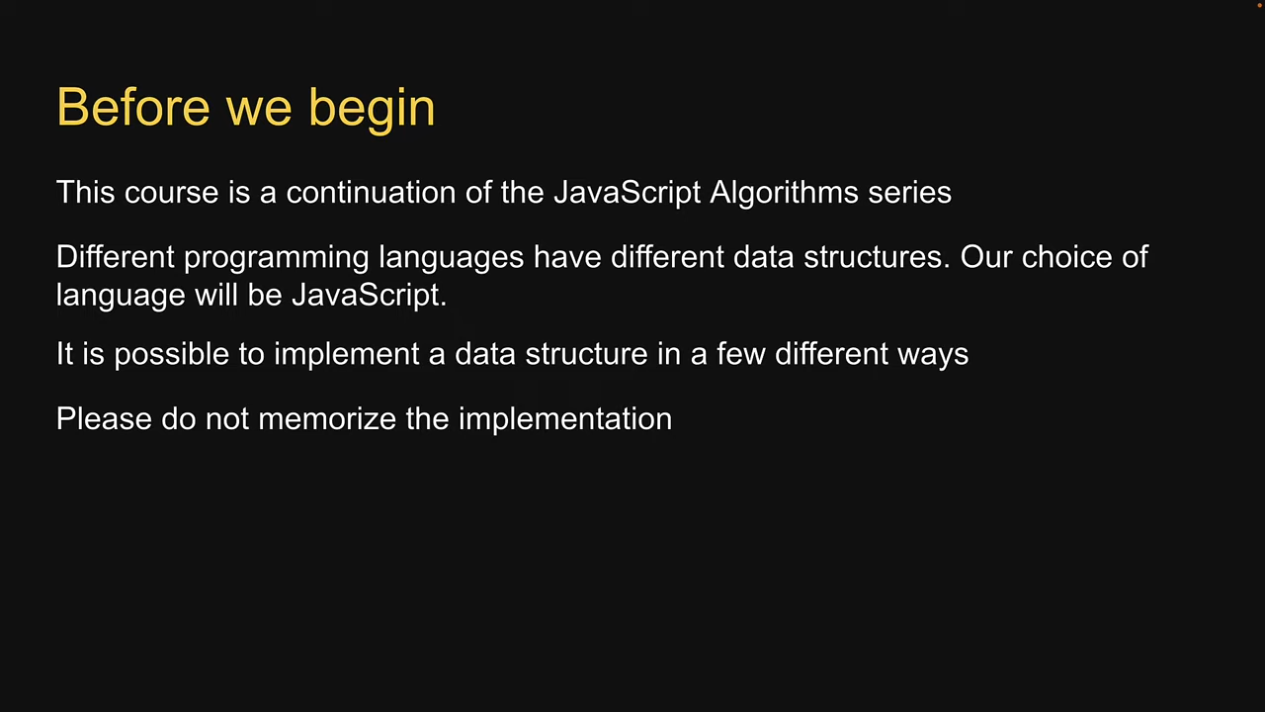 Before we begin
This course is a continuation of the JavaScript Algorithms series
Different programming languages have different data structures. Our choice of
language will be JavaScript.
It is possible to implement a data structure in a few different ways
Please do not memorize the implementation